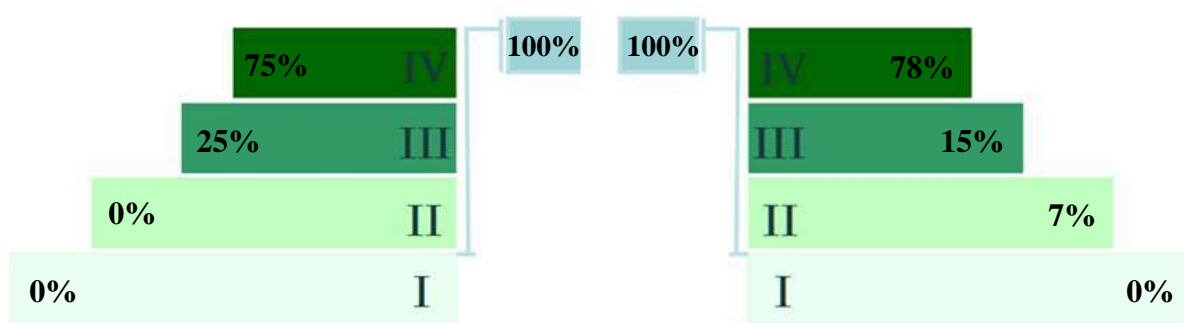 100% 100%
75% IV IV 78%
25% III III 15%
0% II II 7%
0% I I 0%